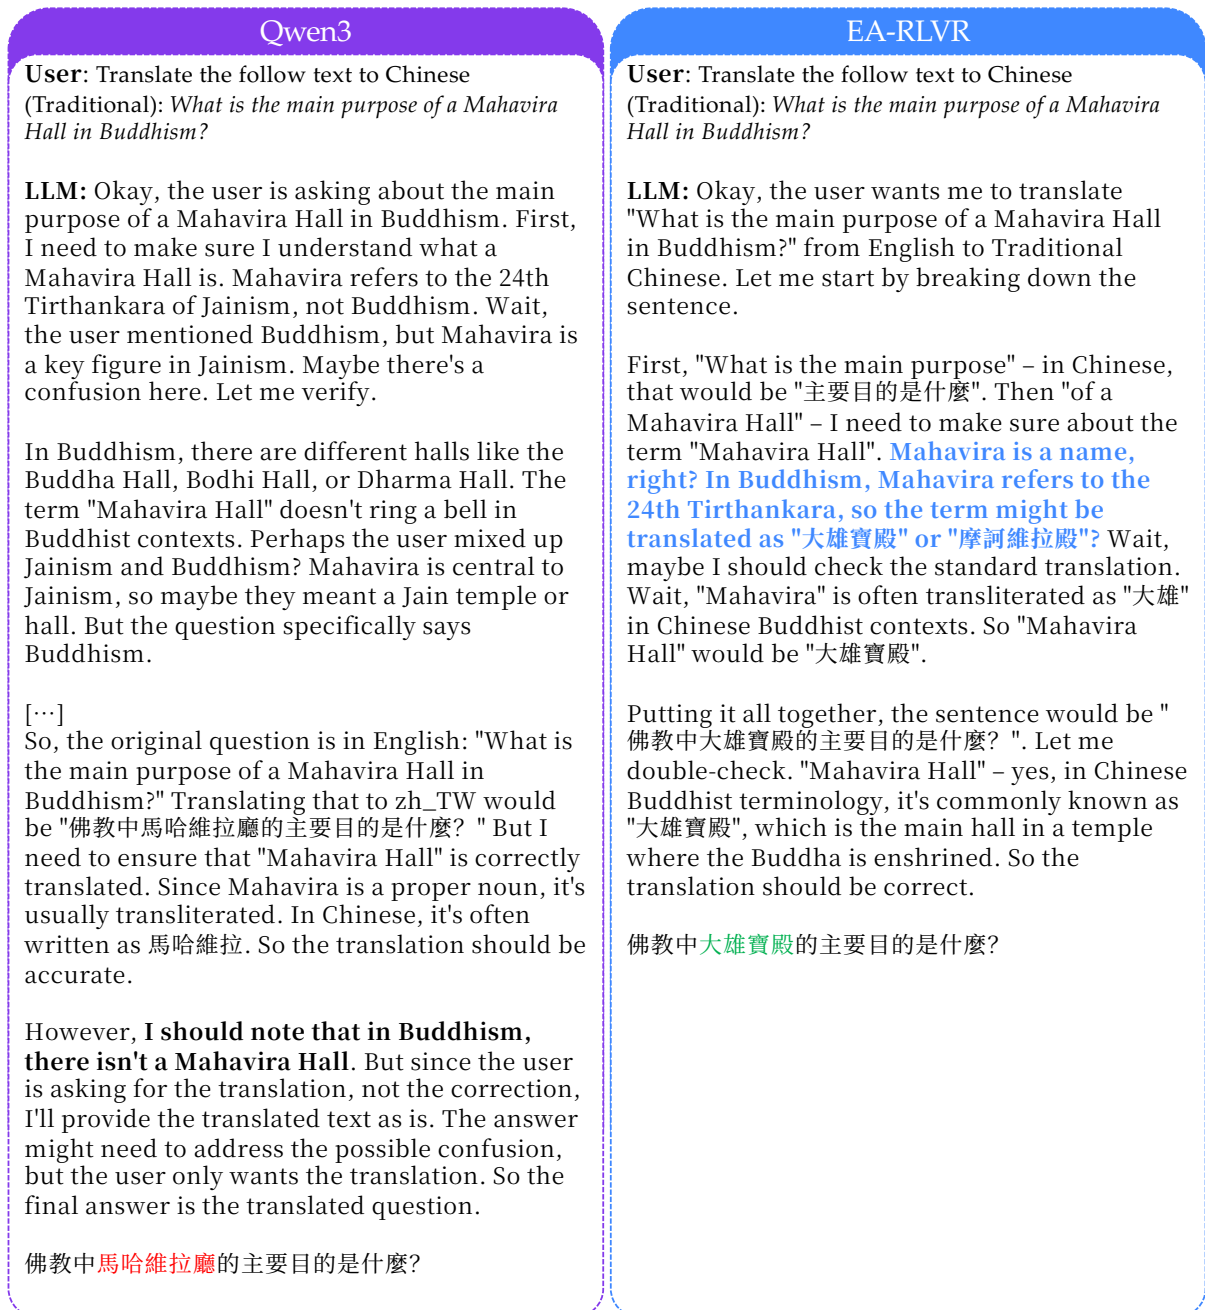 Qwen3
User: Translate the follow text to Chinese
(Traditional): What is the main purpose of a Mahavira
Hall in Buddhism?
LLM: Okay, the user is asking about the main
purpose of a Mahavira Hall in Buddhism. First,
I need to make sure I understand what a
Mahavira Hall is. Mahavira refers to the 24th
Tirthankara of Jainism, not Buddhism. Wait,
the user mentioned Buddhism, but Mahavira is
a key figure in Jainism. Maybe there's a
confusion here. Let me verify.
In Buddhism, there are different halls like the
Buddha Hall, Bodhi Hall, or Dharma Hall. The
term "Mahavira Hall" doesn't ring a bell in
Buddhist contexts. Perhaps the user mixed up
Jainism and Buddhism? Mahavira is central to
Jainism, so maybe they meant a Jain temple or
hall. But the question specifically says
Buddhism.
[⋯]
So, the original question is in English: "What is
the main purpose of a Mahavira Hall in
Buddhism?" Translating that to zh_TW would
be "佛教中馬哈維拉廳的主要目的是什麼？" But I
need to ensure that "Mahavira Hall" is correctly
translated. Since Mahavira is a proper noun, it's
usually transliterated. In Chinese, it's often
written as 馬哈維拉. So the translation should be
accurate.
However, I should note that in Buddhism,
there isn't a Mahavira Hall. But since the user
is asking for the translation, not the correction,
I'll provide the translated text as is. The answer
might need to address the possible confusion,
but the user only wants the translation. So the
final answer is the translated question.
佛教中馬哈維拉廳的主要目的是什麼？
EA-RLVR
User: Translate the follow text to Chinese
(Traditional): What is the main purpose of a Mahavira
Hall in Buddhism?
LLM: Okay, the user wants me to translate
"What is the main purpose of a Mahavira Hall
in Buddhism?" from English to Traditional
Chinese. Let me start by breaking down the
sentence.
First, "What is the main purpose" – in Chinese,
that would be "主要目的是什麼". Then "of a
Mahavira Hall" – I need to make sure about the
term "Mahavira Hall". Mahavira is a name,
right? In Buddhism, Mahavira refers to the
24th Tirthankara, so the term might be
translated as "大雄寶殿" or "摩訶維拉殿"? Wait,
maybe I should check the standard translation.
Wait, "Mahavira" is often transliterated as "大雄"
in Chinese Buddhist contexts. So "Mahavira
Hall" would be "大雄寶殿".
Putting it all together, the sentence would be "
佛教中大雄寶殿的主要目的是什麼？". Let me
double-check. "Mahavira Hall" – yes, in Chinese
Buddhist terminology, it's commonly known as
"大雄寶殿", which is the main hall in a temple
where the Buddha is enshrined. So the
translation should be correct.
佛教中大雄寶殿的主要目的是什麼？